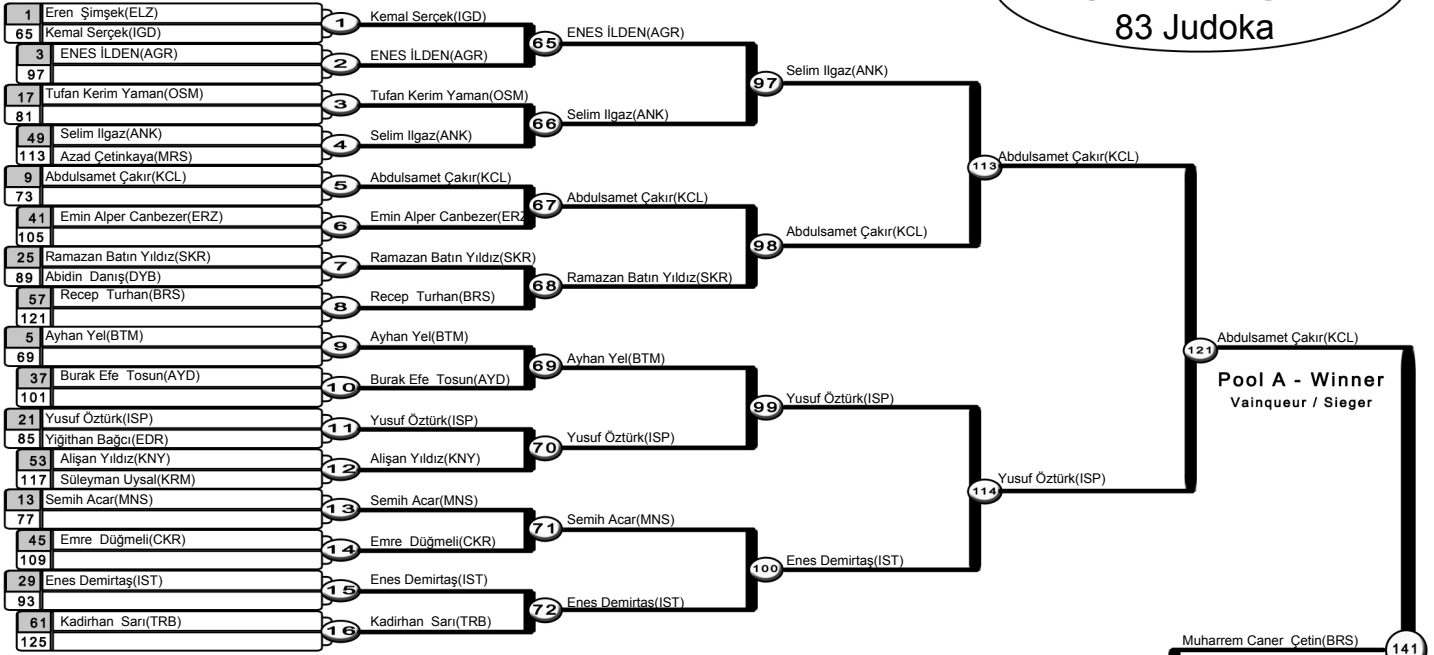 83 Judoka
1 Eren Şimşek(ELZ)
65 Kemal Serçek(IGD)
1 Kemal Serçek(IGD)
3 ENES İLDEN(AGR)
97
2 ENES İLDEN(AGR)
65 ENES İLDEN(AGR)
17 Tufan Kerim Yaman(OSM)
81
3 Tufan Kerim Yaman(OSM)
49 Selim Ilgaz(ANK)
113 Azad Çetinkaya(MRS)
4 Selim Ilgaz(ANK)
66 Selim Ilgaz(ANK)
97 Selim Ilgaz(ANK)
9 Abdulsamet Çakır(KCL)
73
5 Abdulsamet Çakır(KCL)
41 Emin Alper Canbezer(ERZ)
105
6 Emin Alper Canbezer(ERZ
67 Abdulsamet Çakır(KCL)
25 Ramazan Batın Yıldız(SKR)
89 Abidin Danış(DYB)
7 Ramazan Batın Yıldız(SKR)
57 Recep Turhan(BRS)
121
8 Recep Turhan(BRS)
68 Ramazan Batın Yıldız(SKR)
98 Abdulsamet Çakır(KCL)
113 Abdulsamet Çakır(KCL)
5 Ayhan Yel(BTM)
69
9 Ayhan Yel(BTM)
37 Burak Efe Tosun(AYD)
101
10 Burak Efe Tosun(AYD)
69 Ayhan Yel(BTM)
21 Yusuf Öztürk(ISP)
85 Yiğithan Bağcı(EDR)
11 Yusuf Öztürk(ISP)
53 Alişan Yıldız(KNY)
117 Süleyman Uysal(KRM)
12 Alişan Yıldız(KNY)
70 Yusuf Öztürk(ISP)
99 Yusuf Öztürk(ISP)
13 Semih Acar(MNS)
77
13 Semih Acar(MNS)
45 Emre Düğmeli(CKR)
109
14 Emre Düğmeli(CKR)
71 Semih Acar(MNS)
29 Enes Demirtaş(IST)
93
15 Enes Demirtaş(IST)
61 Kadirhan Sarı(TRB)
125
16 Kadirhan Sarı(TRB)
72 Enes Demirtaş(IST)
100 Enes Demirtaş(IST)
114 Yusuf Öztürk(ISP)
121 Abdulsamet Çakır(KCL)
Pool A - Winner
Vainqueur / Sieger
Muharrem Caner Çetin(BRS) 141